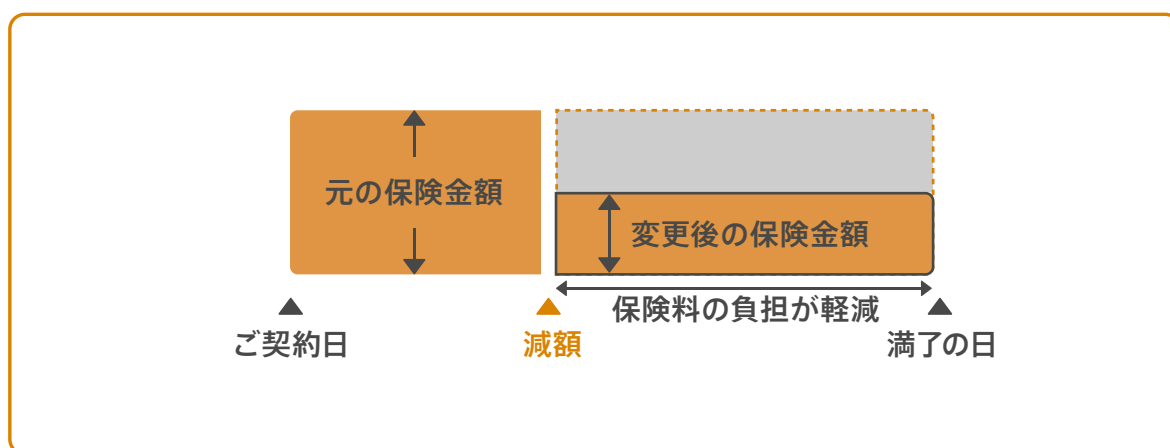 元の保険金額
変更後の保険金額
保険料の負担が軽減
ご契約日
減額
満了の日